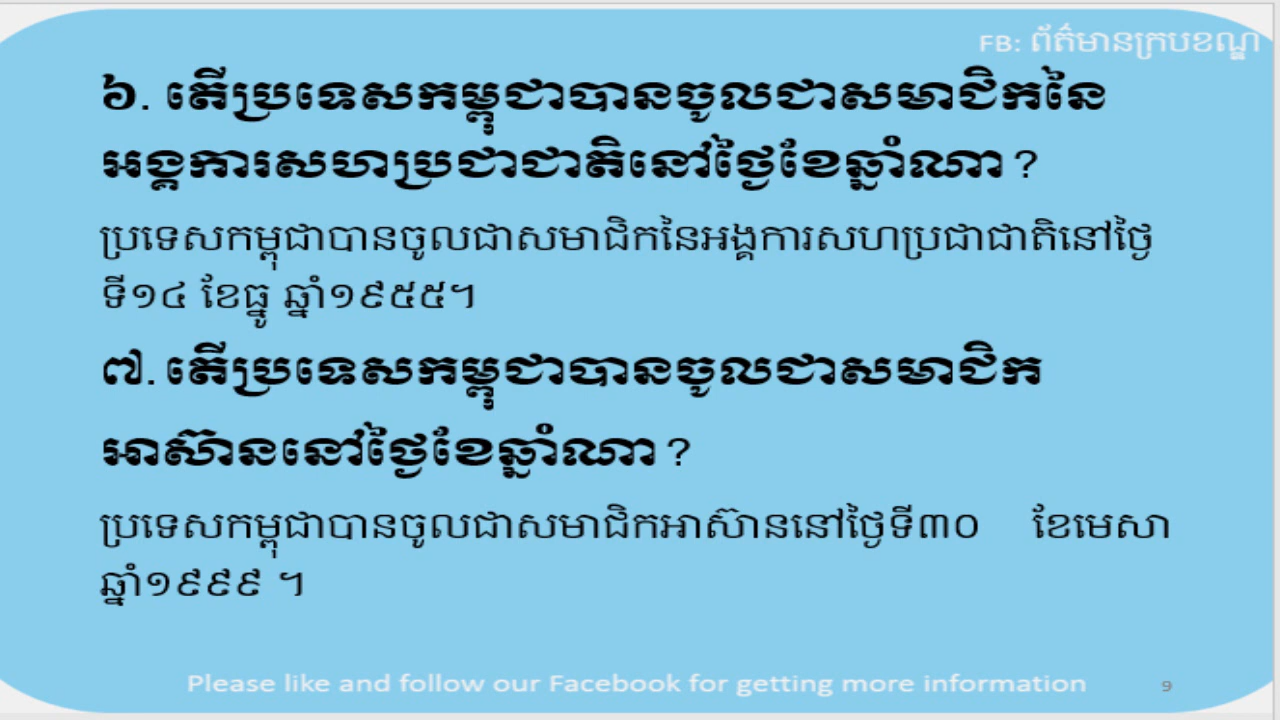 FB: ព័ត៌មានក្របខណ្ឌ
៦. តើប្រទេសកម្ពុជាបានចូលជាសមាជិកនៃ
អង្គការសហប្រជាជាតិនៅថ្ងៃខែឆ្នាំណា ?
ប្រទេសកម្ពុជាបានចូលជាសមាជិកនៃអង្គការសហប្រជាជាតិនៅថ្ងៃ
ទី១៤ ខែធ្នូ ឆ្នាំ១៩៥៥។
៧. តើប្រទេសកម្ពុជាបានចូលជាសមាជិក
អាស៊ាននៅថ្ងៃខែឆ្នាំណា ?
ប្រទេសកម្ពុជាបានចូលជាសមាជិកអាស៊ាននៅថ្ងៃទី៣០ ខែមេសា
ឆ្នាំ១៩៩៩ ។
Please like and follow our Facebook for getting more information 9